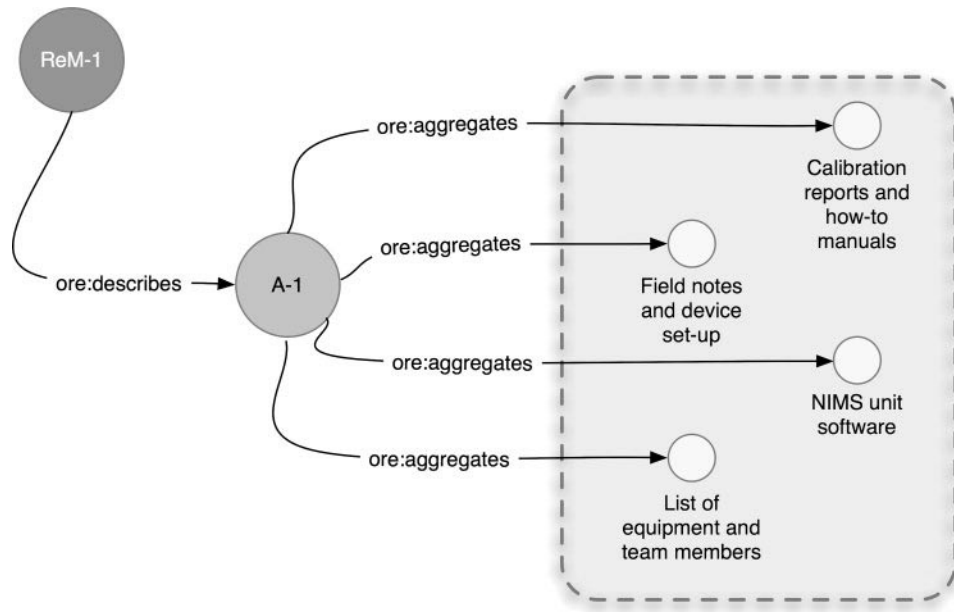 ReM-1
ore:aggregates
Calibration
reports and
how-to
manuals
ore:aggregates
ore:describes
A-1
Field notes
and device
set-up
ore:aggregates
NIMS unit
software
ore:aggregates
List of
equipment and
team members